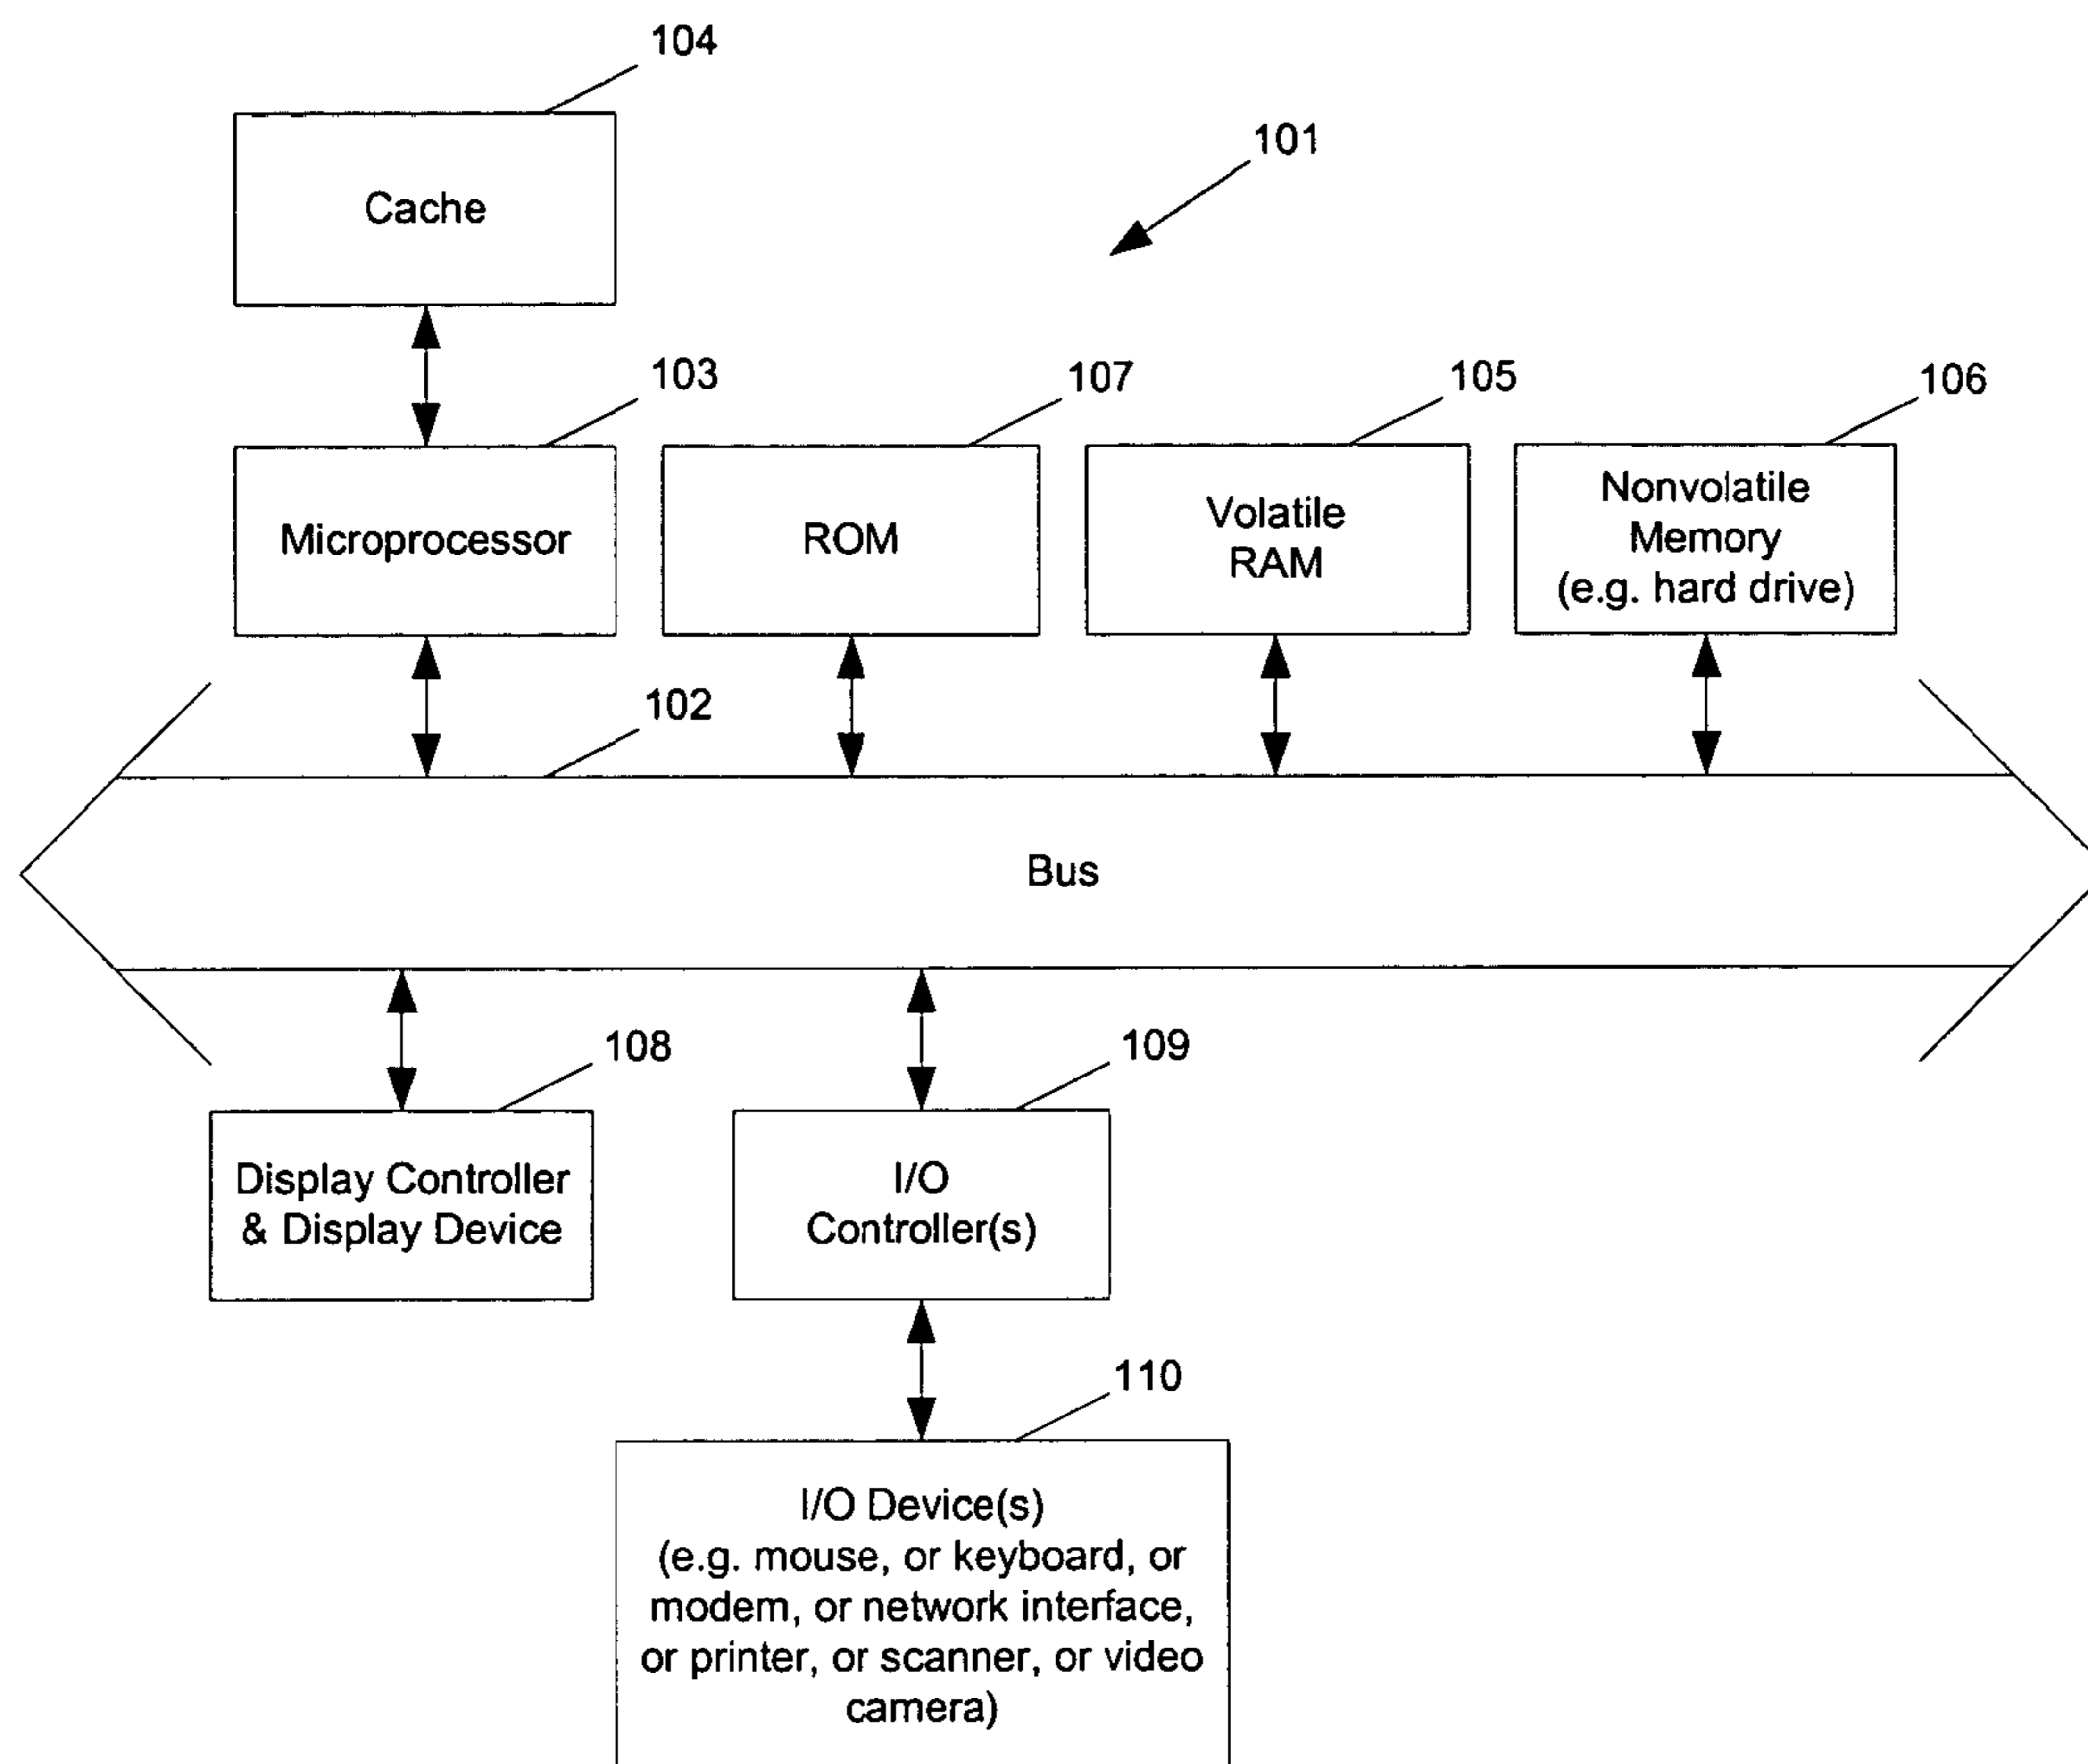 104
Cache
101
103
107
105
106
Microprocessor
ROM
Volatile
RAM
Nonvolatile
Memory
(e.g. hard drive)
102
Bus
108
109
Display Controller
& Display Device
I/O
Controller(s)
110
I/O Device(s)
(e.g. mouse, or keyboard, or
modem, or network interface,
or printer, or scanner, or video
camera)